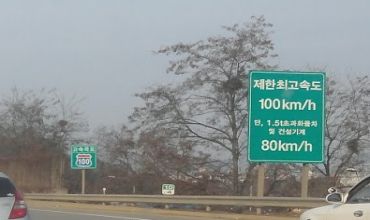 고속국도
100
제한최고속도
100km/h
단, 1.5t초과화물차
및 건설기계
80km/h